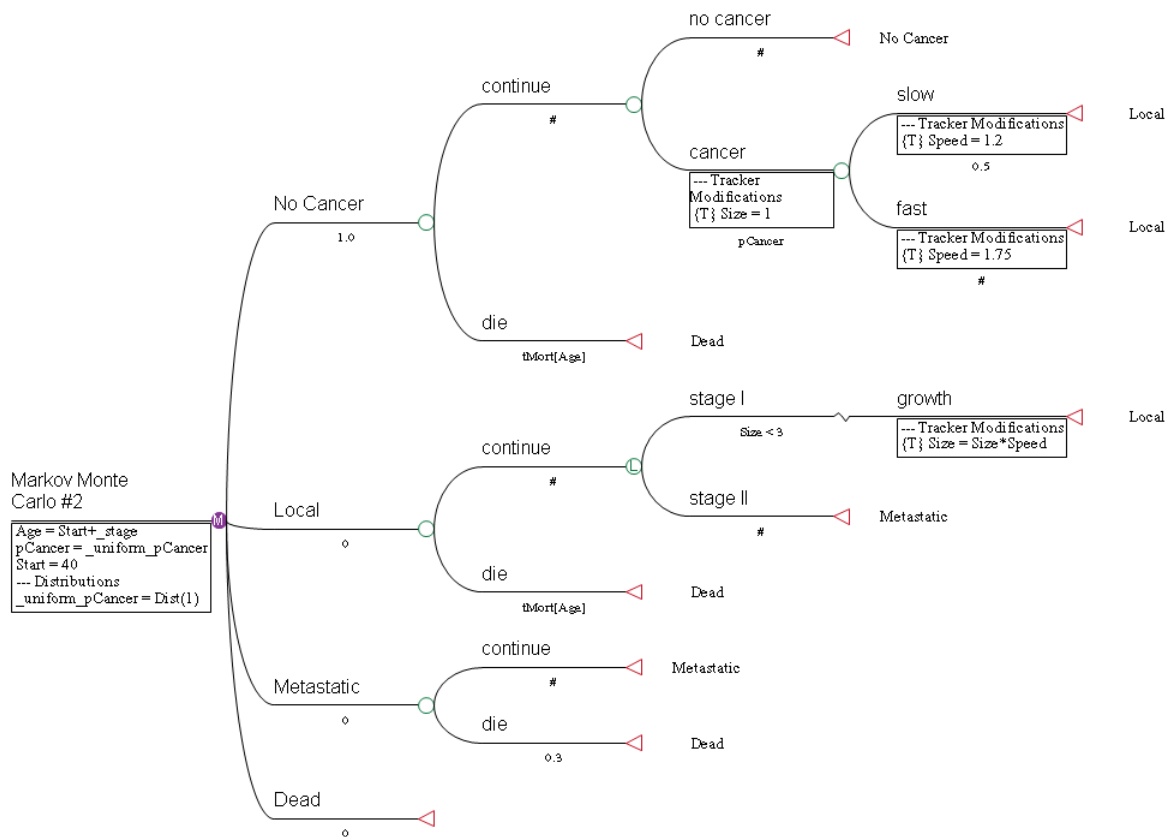 no cancer
#
No Cancer
continue
#
slow
--- Tracker Modifications
{T} Speed = 1.2
0.5
Local
cancer
--- Tracker
Modifications
{T} Size = 1
pCancer
No Cancer
1.0
fast
--- Tracker Modifications
{T} Speed = 1.75
#
Local
die
tMort[Age]
Dead
stage I
Size < 3
growth
--- Tracker Modifications
{T} Size = Size*Speed
Local
continue
#
L
Markov Monte
Carlo #2
M
Age = Start+_stage
pCancer = _uniform_pCancer
Start = 40
--- Distributions
_uniform_pCancer = Dist(1)
Local
0
stage II
#
Metastatic
die
tMort[Age]
Dead
continue
#
Metastatic
Metastatic
0
die
0.3
Dead
Dead
0